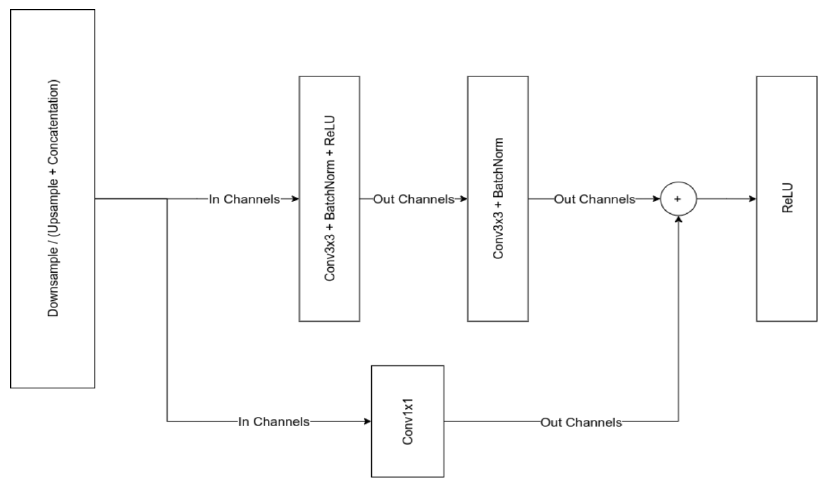 Downsample / (Upsample + Concatentation)
In Channels
Conv3x3 + BatchNorm + ReLU
Out Channels
Conv3x3 + BatchNorm
Out Channels
+
ReLU
In Channels
Conv1x1
Out Channels